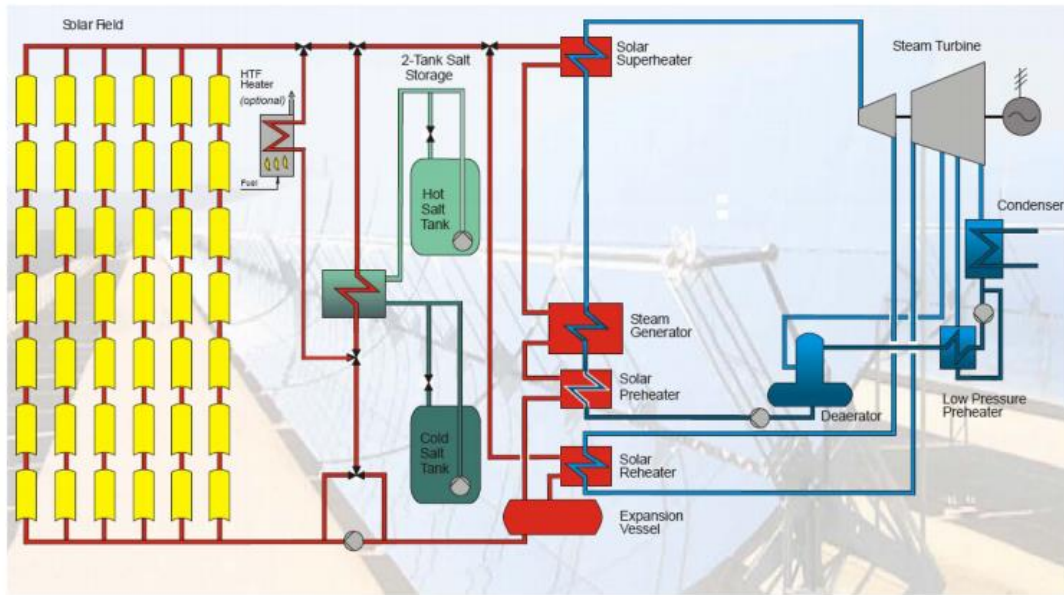 Solar Field
HTF
Heater
(optional)
Fuel
2-Tank Salt
Storage
Hot
Salt
Tank
Cold
Salt
Tank
Solar
Superheater
Steam
Generator
Solar
Preheater
Solar
Reheater
Expansion
Vessel
Steam Turbine
Condenser
Low Pressure
Preheater
Deaerator